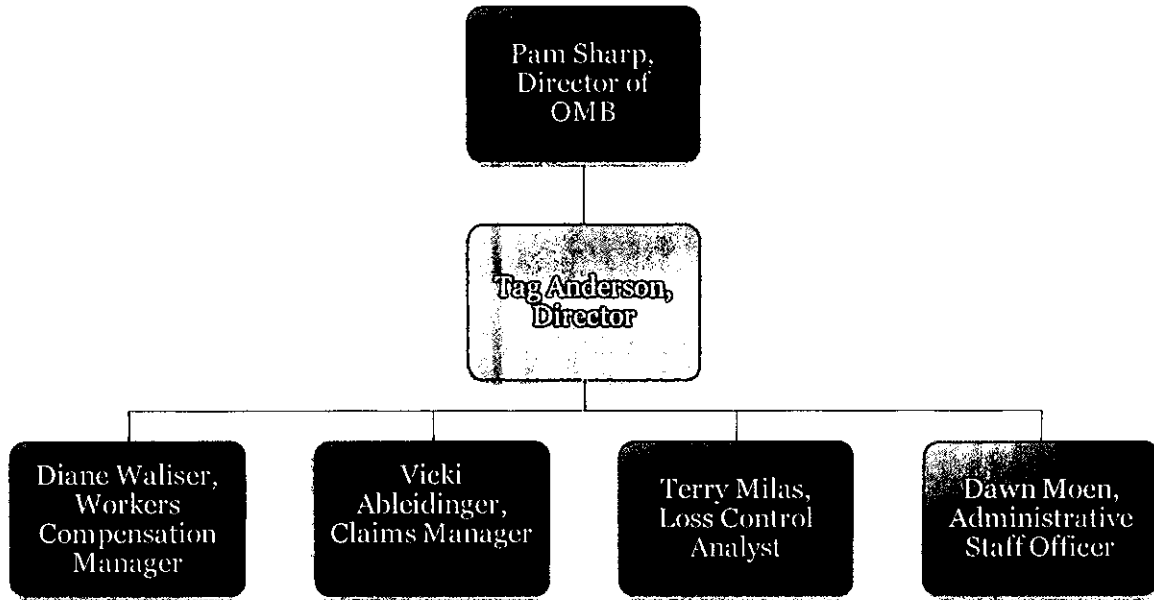 Pam Sharp,
Director of
OMB
Tag Anderson,
Director
Diane Waliser,
Workers
Compensation
Manager
Vicki
Ableidinger,
Claims Manager
Terry Milas,
Loss Control
Analyst
Dawn Moen,
Administrative
Staff Officer